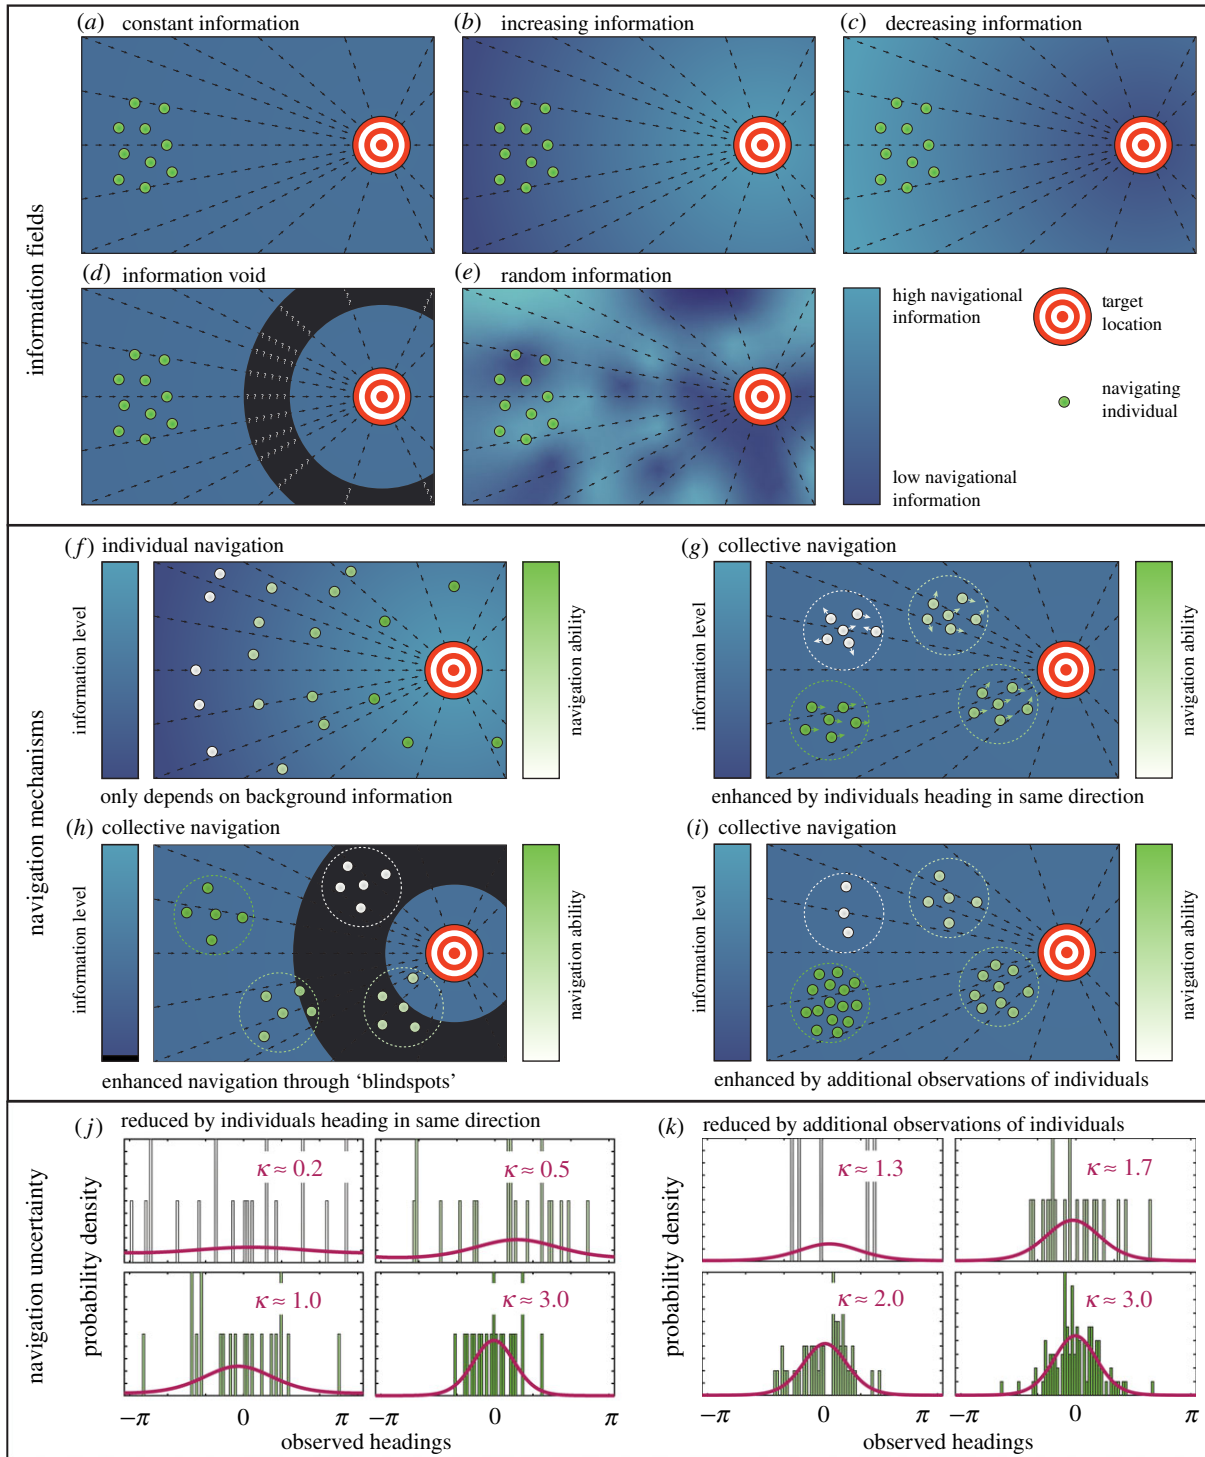 (a) constant information
(b) increasing information
(c) decreasing information
information fields
(d) information void
(e) random information
high navigational
information
target
location
navigating
individual
low navigational
information
? ? ? ? ? ?
navigation mechanisms
(f) individual navigation
information level
navigation ability
only depends on background information
(g) collective navigation
information level
navigation ability
enhanced by individuals heading in same direction
(h) collective navigation
information level
navigation ability
enhanced navigation through ‘blindspots’
(i) collective navigation
information level
navigation ability
enhanced by additional observations of individuals
navigation uncertainty
(j) reduced by individuals heading in same direction
probability density
κ ≈ 0.2
κ ≈ 0.5
κ ≈ 1.0
κ ≈ 3.0
−π 0 π −π 0 π
observed headings
(k) reduced by additional observations of individuals
probability density
κ ≈ 1.3
κ ≈ 1.7
κ ≈ 2.0
κ ≈ 3.0
−π 0 π −π 0 π
observed headings